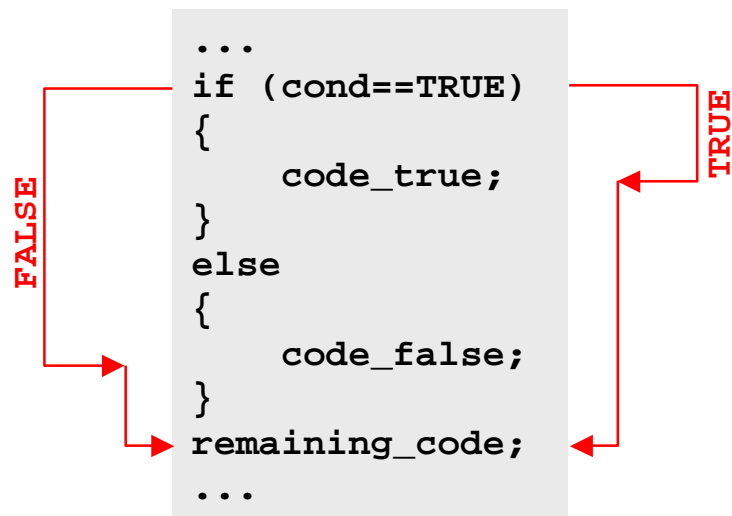 ...
if (cond==TRUE)
{
    code_true;
}
else
{
    code_false;
}
remaining_code;
...
FALSE
TRUE